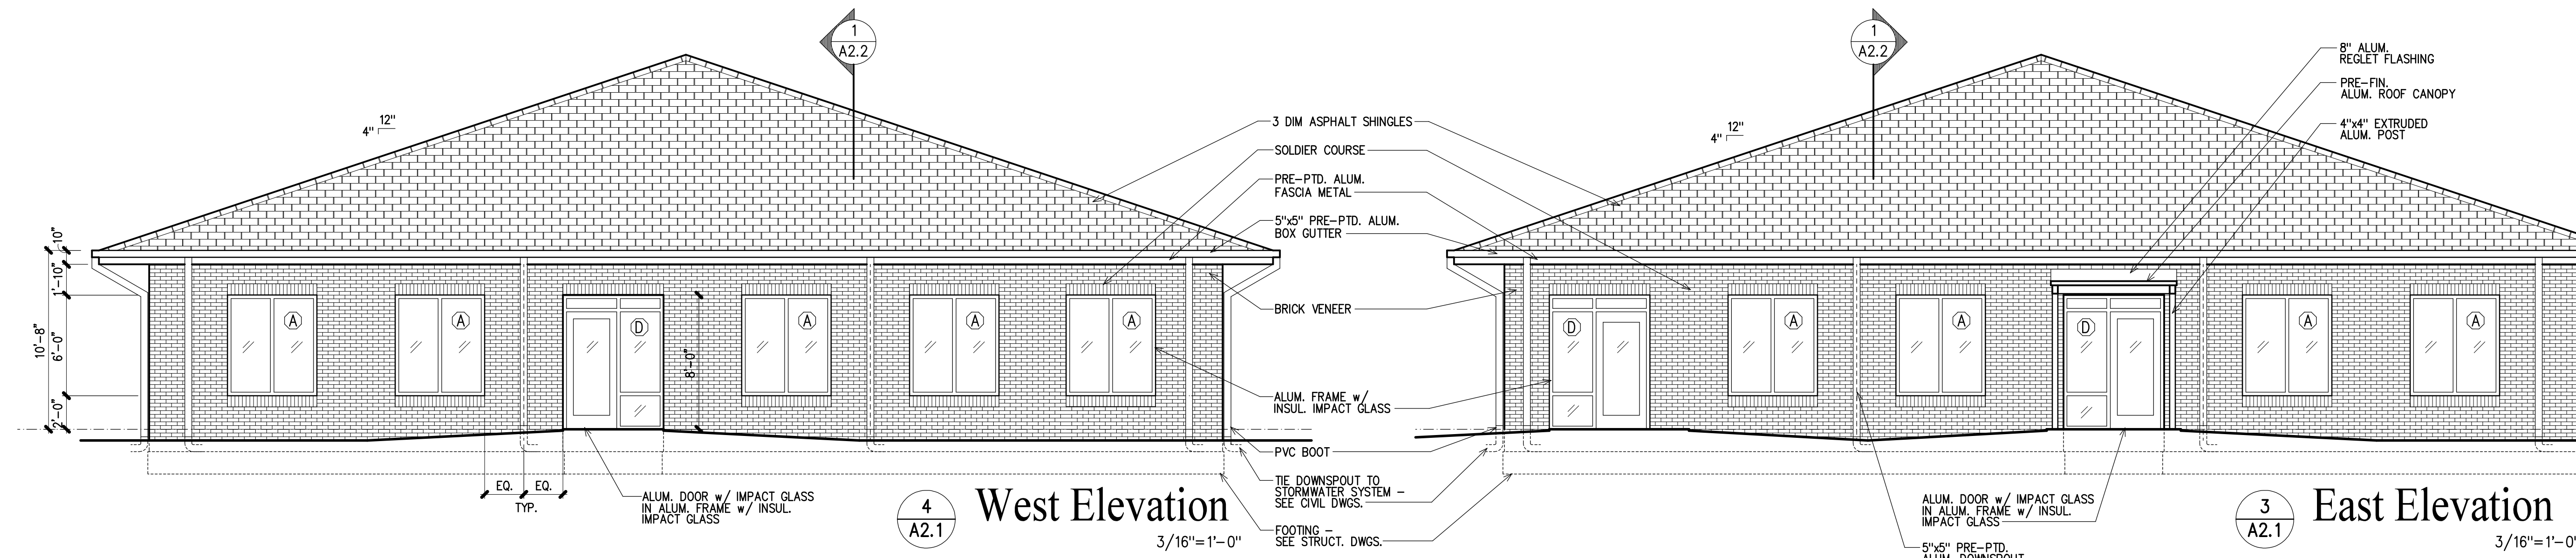 1
A2.2
12"
4"
10"
1'-10"
10'-8"
6'-0"
2'-0"
A
A
D
8'-0"
A
A
A
EQ. EQ.
TYP.
ALUM. DOOR w/ IMPACT GLASS
IN ALUM. FRAME w/ INSUL.
IMPACT GLASS
4
A2.1
West Elevation
3/16"=1'-0"
3 DIM ASPHALT SHINGLES
SOLDIER COURSE
PRE-PTD. ALUM.
FASCIA METAL
5"x5" PRE-PTD. ALUM.
BOX GUTTER
BRICK VENEER
ALUM. FRAME w/
INSUL. IMPACT GLASS
PVC BOOT
TIE DOWNSPOUT TO
STORMWATER SYSTEM -
SEE CIVIL DWGS.
FOOTING -
SEE STRUCT. DWGS.
1
A2.2
12"
4"
8" ALUM.
REGLET FLASHING
PRE-FIN.
ALUM. ROOF CANOPY
4"x4" EXTRUDED
ALUM. POST
D
A
A
D
A
A
ALUM. DOOR w/ IMPACT GLASS
IN ALUM. FRAME w/ INSUL.
IMPACT GLASS
5"x5" PRE-PTD.
ALUM. DOWNSPOUT
3
A2.1
East Elevation
3/16"=1'-0